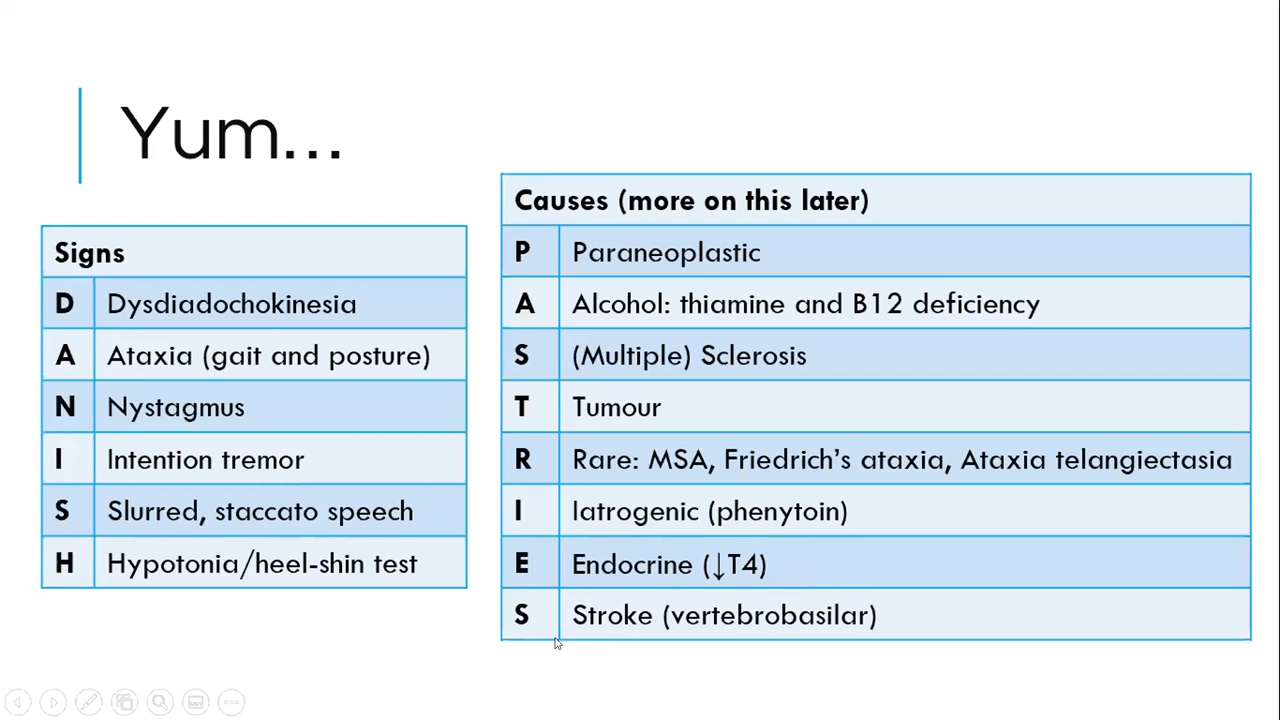 Yum...
Signs
D Dysdiadochokinesia
A Ataxia (gait and posture)
N Nystagmus
I Intention tremor
S Slurred, staccato speech
H Hypotonia/heel-shin test
Causes (more on this later)
P Paraneoplastic
A Alcohol: thiamine and B12 deficiency
S (Multiple) Sclerosis
T Tumour
R Rare: MSA, Friedrich's ataxia, Ataxia telangiectasia
I Iatrogenic (phenytoin)
E Endocrine (↓T4)
S Stroke (vertebrobasilar)